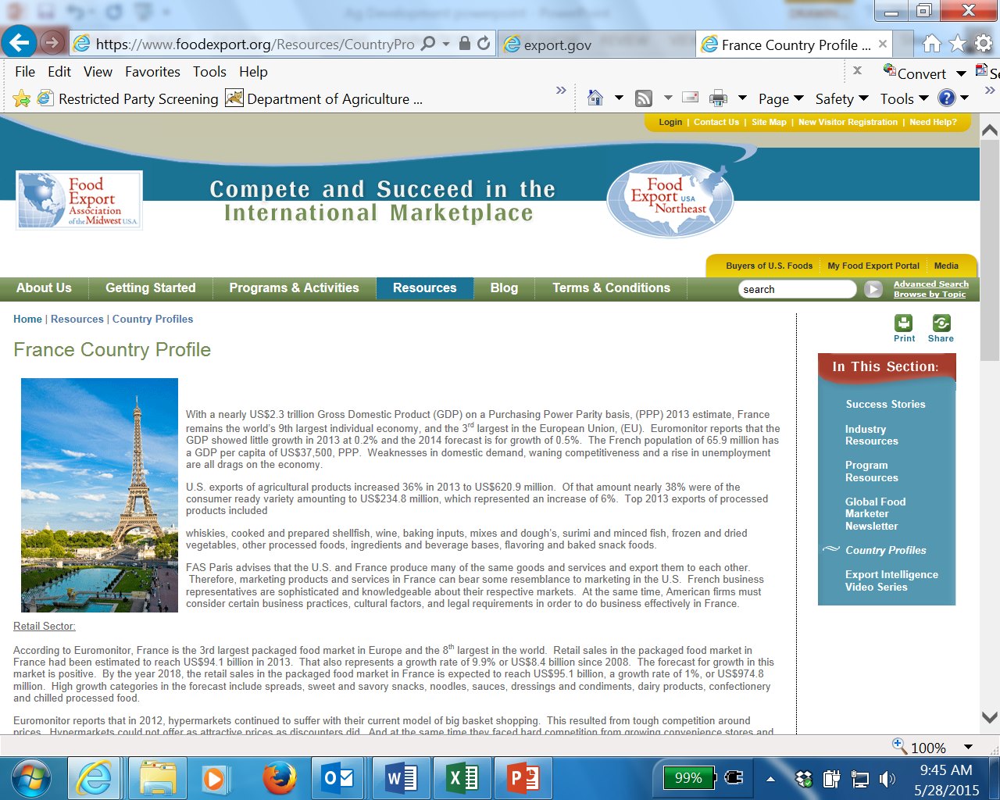 Ag Development powerpoint - PowerPoint
https://www.foodexport.org/Resources/CountryPro
export.gov
France Country Profile ...
File Edit View Favorites Tools Help
Convert
Se
Restricted Party Screening
Department of Agriculture ...
Page Safety Tools
Login | Contact Us | Site Map | New Visitor Registration | Need Help?
Food Export Association of the Midwest U.S.A.
Compete and Succeed in the
International Marketplace
Food Export USA Northeast
Buyers of U.S. Foods
My Food Export Portal
Media
About Us
Getting Started
Programs & Activities
Resources
Blog
Terms & Conditions
search
Advanced Search
Browse by Topic
Home | Resources | Country Profiles
Print
Share
France Country Profile
With a nearly US$2.3 trillion Gross Domestic Product (GDP) on a Purchasing Power Parity basis, (PPP) 2013 estimate, France
remains the world's 9th largest individual economy, and the 3rd largest in the European Union, (EU). Euromonitor reports that the
GDP showed little growth in 2013 at 0.2% and the 2014 forecast is for growth of 0.5%. The French population of 65.9 million has
a GDP per capita of US$37,500, PPP. Weaknesses in domestic demand, waning competitiveness and a rise in unemployment
are all drags on the economy.
U.S. exports of agricultural products increased 36% in 2013 to US$620.9 million. Of that amount nearly 38% were of the
consumer ready variety amounting to US$234.8 million, which represented an increase of 6%. Top 2013 exports of processed
products included
whiskies, cooked and prepared shellfish, wine, baking inputs, mixes and dough's, surimi and minced fish, frozen and dried
vegetables, other processed foods, ingredients and beverage bases, flavoring and baked snack foods.
FAS Paris advises that the U.S. and France produce many of the same goods and services and export them to each other.
Therefore, marketing products and services in France can bear some resemblance to marketing in the U.S. French business
representatives are sophisticated and knowledgeable about their respective markets. At the same time, American firms must
consider certain business practices, cultural factors, and legal requirements in order to do business effectively in France.
Retail Sector:
According to Euromonitor, France is the 3rd largest packaged food market in Europe and the 8th largest in the world. Retail sales in the packaged food market in
France had been estimated to reach US$94.1 billion in 2013. That also represents a growth rate of 9.9% or US$8.4 billion since 2008. The forecast for growth in this
market is positive. By the year 2018, the retail sales in the packaged food market in France is expected to reach US$95.1 billion, a growth rate of 1%, or US$974.8
million. High growth categories in the forecast include spreads, sweet and savory snacks, noodles, sauces, dressings and condiments, dairy products, confectionery
and chilled processed food.
Euromonitor reports that in 2012, hypermarkets continued to suffer with their current model of big basket shopping. This resulted from tough competition around
prices. Hypermarkets could not offer as attractive prices as discounters did. And at the same time they faced hard competition from growing convenience stores and
In This Section:
Success Stories
Industry
Resources
Program
Resources
Global Food
Marketer
Newsletter
Country Profiles
Export Intelligence
Video Series
100%
99%
9:45 AM
5/28/2015